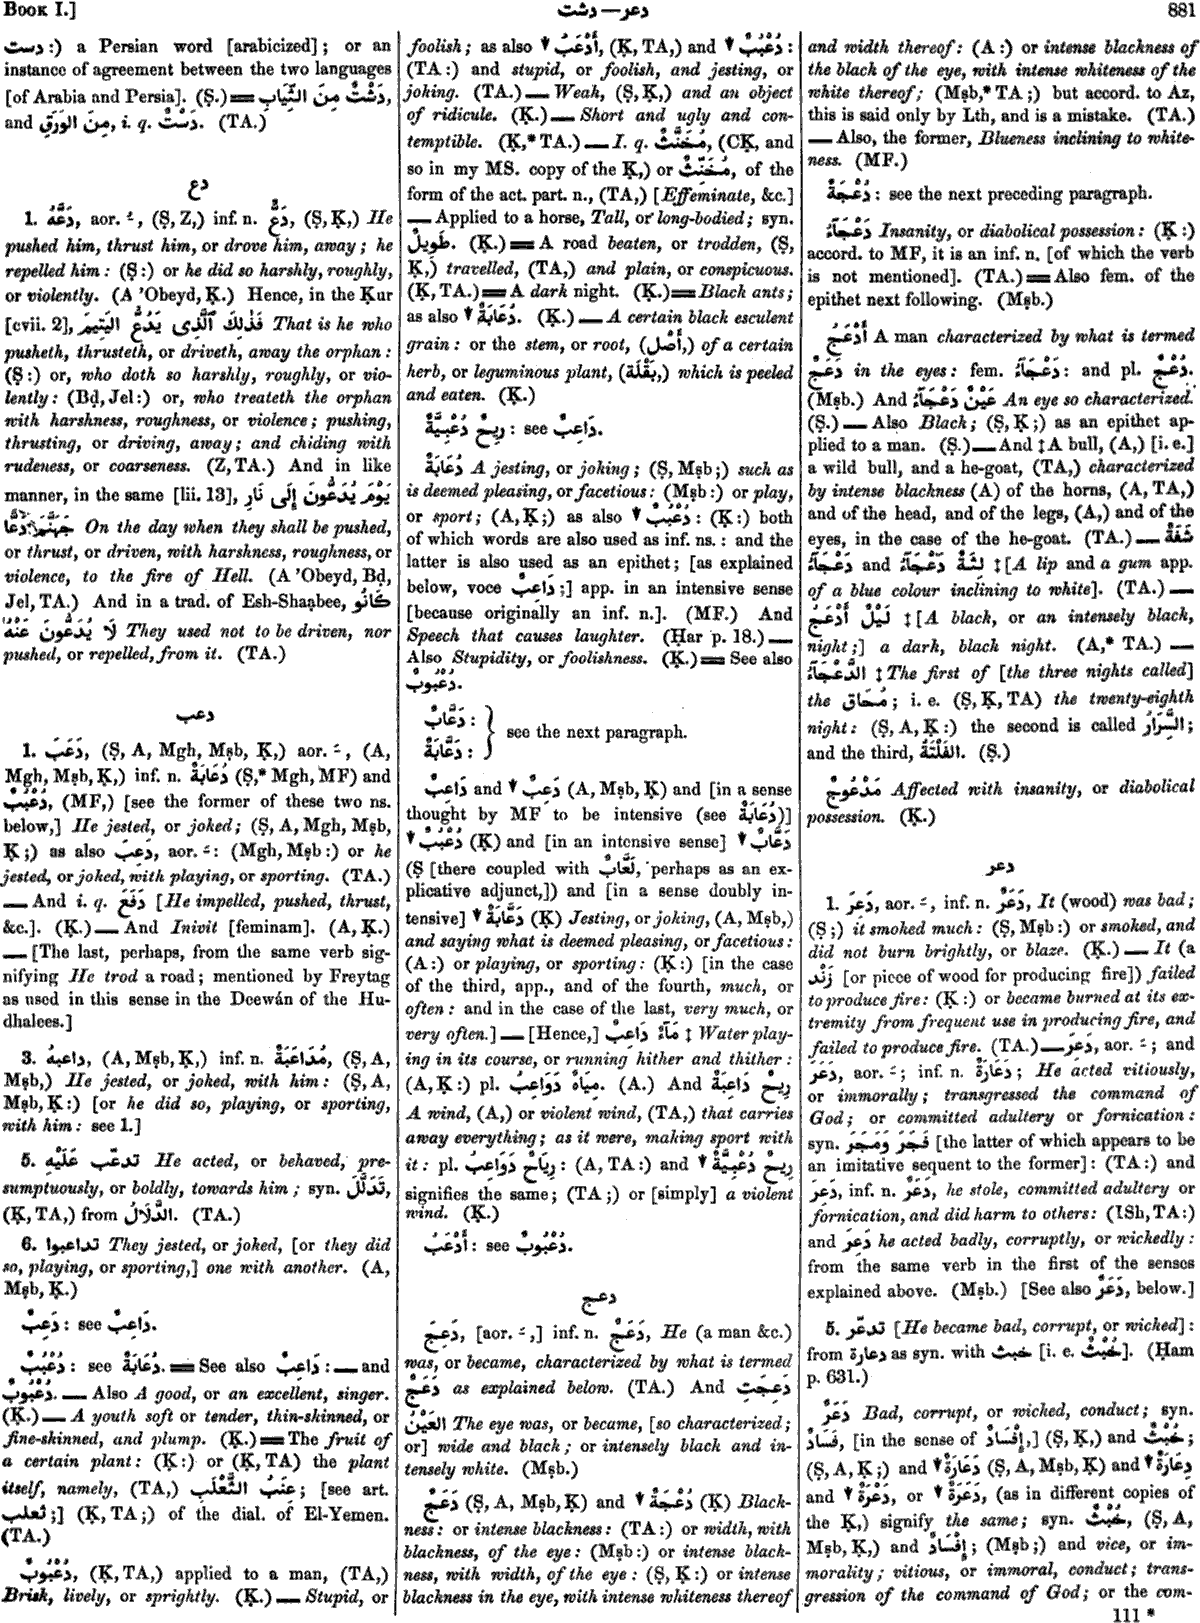 Book I.]
دعر — دشت
881
دست:) a Persian word [arabicized]; or an
instance of agreement between the two languages
[of Arabia and Persia]. (Ṣ.) ═ دَشْتٌ مِنَ الثِّيَابِ,
and مِنَ الوَرَقِ, i. q. دَسْتٌ. (TA.)
دع
1. دَعَّهُ, aor. ـُ, (Ṣ, Z,) inf. n. دَعٌّ, (Ṣ, Ḳ,) He
pushed him, thrust him, or drove him, away; he
repelled him: (Ṣ:) or he did so harshly, roughly,
or violently. (A ’Obeyd, Ḳ.) Hence, in the Ḳur
[cvii. 2], فَذٰلِكَ ٱلَّذِى يَدُعُّ اليَتِيمَ That is he who
pusheth, thrusteth, or driveth, away the orphan:
(Ṣ:) or, who doth so harshly, roughly, or vio-
lently: (Bḍ, Jel:) or, who treateth the orphan
with harshness, roughness, or violence; pushing,
thrusting, or driving, away; and chiding with
rudeness, or coarseness. (Z, TA.) And in like
manner, in the same [lii. 13], يَوْمَ يُدَعُّونَ إِلَى نَارِ
جَهَنَّمَ دَعًّا On the day when they shall be pushed,
or thrust, or driven, with harshness, roughness, or
violence, to the fire of Hell. (A ’Obeyd, Bḍ,
Jel, TA.) And in a trad. of Esh-Shaạbee, كَانُو
لَا يُدَعُّونَ عَنْهُ They used not to be driven, nor
pushed, or repelled, from it. (TA.)
دعب
1. دَعَبَ, (Ṣ, A, Mgh, Mṣb, Ḳ,) aor. ـَ, (A,
Mgh, Mṣb, Ḳ,) inf. n. دُعَابَةٌ (Ṣ,* Mgh, MF) and
دُعْبُبٌ, (MF,) [see the former of these two ns.
below,] He jested, or joked; (Ṣ, A, Mgh, Mṣb,
Ḳ;) as also دَعِبَ, aor. ـَ: (Mgh, Mṣb:) or he
jested, or joked, with playing, or sporting. (TA.)
— And i. q. دَفَعَ [He impelled, pushed, thrust,
&c.]. (Ḳ.) — And Inivit [feminam]. (A, Ḳ.)
— [The last, perhaps, from the same verb sig-
nifying He trod a road; mentioned by Freytag
as used in this sense in the Deewán of the Hu-
dhalees.]
3. داعبهُ, (A, Mṣb, Ḳ,) inf. n. مُدَاعَبَةٌ, (Ṣ, A,
Mṣb,) He jested, or joked, with him: (Ṣ, A,
Mṣb, Ḳ:) [or he did so, playing, or sporting,
with him: see 1.]
5. تدعّب عَلَيْهِ He acted, or behaved, pre-
sumptuously, or boldly, towards him; syn. تَدَلَّلَ,
(Ḳ, TA,) from الدَّلَالُ. (TA.)
6. تداعبوا They jested, or joked, [or they did
so, playing, or sporting,] one with another. (A,
Mṣb, Ḳ.)
دَعِبٌ: see دَاعِبٌ.
دُعْبُبٌ: see دُعَابَةٌ. ═ See also دَاعِبٌ: — and
دُعْبُوبٌ. — Also A good, or an excellent, singer.
(Ḳ.) — A youth soft or tender, thin-skinned, or
fine-skinned, and plump. (Ḳ.) ═ The fruit of
a certain plant: (Ḳ:) or (Ḳ, TA) the plant
itself, namely, (TA,) عِنَبُ الثَّعْلَبِ; [see art.
ثعلب;] (Ḳ, TA;) of the dial. of El-Yemen.
(TA.)
دُعْبُوبٌ, (Ḳ, TA,) applied to a man, (TA,)
Brisk, lively, or sprightly. (Ḳ.) — Stupid, or
foolish; as also ▼ أَدْعَبُ, (Ḳ, TA,) and ▼ دُعْبُبٌ:
(TA:) and stupid, or foolish, and jesting, or
joking. (TA.) — Weak, (Ṣ, Ḳ,) and an object
of ridicule. (Ḳ.) — Short and ugly and con-
temptible. (Ḳ,* TA.) — I. q. مُخَنَّثٌ, (CḲ, and
so in my MS. copy of the Ḳ,) or مُخَنِّثٌ, of the
form of the act. part. n., (TA,) [Effeminate, &c.]
— Applied to a horse, Tall, or long-bodied; syn.
طَوِيلٌ. (Ḳ.) ═ A road beaten, or trodden, (Ṣ,
Ḳ,) travelled, (TA,) and plain, or conspicuous.
(Ḳ, TA.) ═ A dark night. (Ḳ.) ═ Black ants;
as also ▼ دُعَابَةٌ. (Ḳ.) — A certain black esculent
grain: or the stem, or root, (أَصْل,) of a certain
herb, or leguminous plant, (بَقْلَة,) which is peeled
and eaten. (Ḳ.)
رِيحٌ دُعْبِيَّةٌ: see دَاعِبٌ.
دُعَابَةٌ A jesting, or joking; (Ṣ, Mṣb;) such as
is deemed pleasing, or facetious: (Mṣb:) or play,
or sport; (A, Ḳ;) as also ▼ دُعْبُبٌ: (Ḳ:) both
of which words are also used as inf. ns.: and the
latter is also used as an epithet; [as explained
below, voce دَاعِبٌ;] app. in an intensive sense
[because originally an inf. n.]. (MF.) And
Speech that causes laughter. (Ḥar p. 18.) —
Also Stupidity, or foolishness. (Ḳ.) ═ See also
دُعْبُوبٌ.
دَعَّابٌ:
دَعَّابَةٌ:
see the next paragraph.
دَاعِبٌ and ▼ دَعِبٌ (A, Mṣb, Ḳ) and [in a sense
thought by MF to be intensive (see دُعَابَةٌ)]
▼ دُعْبُبٌ (Ḳ) and [in an intensive sense] ▼ دَعَّابٌ
(Ṣ [there coupled with لَعَّابٌ, perhaps as an ex-
plicative adjunct,]) and [in a sense doubly in-
tensive] ▼ دَعَّابَةٌ (Ḳ) Jesting, or joking, (A, Mṣb,)
and saying what is deemed pleasing, or facetious:
(A:) or playing, or sporting: (Ḳ:) [in the case
of the third, app., and of the fourth, much, or
often: and in the case of the last, very much, or
very often.] — [Hence,] مَآءٌ دَاعِبٌ ‡ Water play-
ing in its course, or running hither and thither:
(A, Ḳ:) pl. مِيَاهٌ دَوَاعِبُ. (A.) And رِيحٌ دَاعِبَةٌ
A wind, (A,) or violent wind, (TA,) that carries
away everything; as it were, making sport with
it: pl. رِيَاحٌ دَوَاعِبُ: (A, TA:) and ▼ رِيحٌ دُعْبِيَّةٌ
signifies the same; (TA;) or [simply] a violent
wind. (Ḳ.)
أَدْعَبُ: see دُعْبُوبٌ.
دعج
دَعِجَ, [aor. ـَ,] inf. n. دَعَجٌ, He (a man &c.)
was, or became, characterized by what is termed
دَعَجٌ as explained below. (TA.) And دَعِجَتِ
العَيْنُ The eye was, or became, [so characterized;
or] wide and black; or intensely black and in-
tensely white. (Mṣb.)
دَعَجٌ (Ṣ, A, Mṣb, Ḳ) and ▼ دُعْجَةٌ (Ḳ) Black-
ness: or intense blackness: (TA:) or width, with
blackness, of the eye: (Mṣb:) or intense black-
ness, with width, of the eye: (Ṣ, Ḳ:) or intense
blackness in the eye, with intense whiteness thereof
and width thereof: (A:) or intense blackness of
the black of the eye, with intense whiteness of the
white thereof; (Mṣb,* TA;) but accord. to Az,
this is said only by Lth, and is a mistake. (TA.)
— Also, the former, Blueness inclining to white-
ness. (MF.)
دُعْجَةٌ: see the next preceding paragraph.
دَعْجَآءُ Insanity, or diabolical possession: (Ḳ:)
accord. to MF, it is an inf. n. [of which the verb
is not mentioned]. (TA.) ═ Also fem. of the
epithet next following. (Mṣb.)
أَدْعَجُ A man characterized by what is termed
دَعَجٌ in the eyes: fem. دَعْجَآءُ: and pl. دُعْجٌ.
(Mṣb.) And عَيْنٌ دَعْجَآءُ An eye so characterized.
(Ṣ.) — Also Black; (Ṣ, Ḳ;) as an epithet ap-
plied to a man. (Ṣ.) — And ‡ A bull, (A,) [i. e.]
a wild bull, and a he-goat, (TA,) characterized
by intense blackness (A) of the horns, (A, TA,)
and of the head, and of the legs, (A,) and of the
eyes, in the case of the he-goat. (TA.) — شَفَةٌ
دَعْجَآءُ and لِثَةٌ دَعْجَآءُ ‡ [A lip and a gum app.
of a blue colour inclining to white]. (TA.) —
لَيْلٌ أَدْعَجُ ‡ [A black, or an intensely black,
night;] a dark, black night. (A,* TA.) —
الدَّعْجَآءُ ‡ The first of [the three nights called]
the مُحَاق; i. e. (Ṣ, Ḳ, TA) the twenty-eighth
night: (Ṣ, A, Ḳ:) the second is called السِّرَارُ;
and the third, الفَلْتَةُ. (Ṣ.)
مَدْعُوجٌ Affected with insanity, or diabolical
possession. (Ḳ.)
دعر
1. دَعِرَ, aor. ـَ, inf. n. دَعَرٌ, It (wood) was bad;
(Ṣ;) it smoked much: (Ṣ, Mṣb:) or smoked, and
did not burn brightly, or blaze. (Ḳ.) — It (a
زَنْد [or piece of wood for producing fire]) failed
to produce fire: (Ḳ:) or became burned at its ex-
tremity from frequent use in producing fire, and
failed to produce fire. (TA.) — دَعِرَ, aor. ـَ; and
دَعَرَ, aor. ـَ; inf. n. دَعَارَةٌ; He acted vitiously,
or immorally; transgressed the command of
God; or committed adultery or fornication:
syn. فَجَرَ وَمَجَرَ [the latter of which appears to be
an imitative sequent to the former]: (TA:) and
دَعَرَ, inf. n. دَعَرٌ, he stole, committed adultery or
fornication, and did harm to others: (ISh, TA:)
and دَعِرَ he acted badly, corruptly, or wickedly:
from the same verb in the first of the senses
explained above. (Mṣb.) [See also دَعَرٌ, below.]
5. تدعّر [He became bad, corrupt, or wicked]:
from دعارة as syn. with خبث [i. e. خُبْثٌ]. (Ḥam
p. 631.)
دَعَرٌ Bad, corrupt, or wicked, conduct; syn.
فَسَادٌ, [in the sense of إِفْسَادٌ,] (Ṣ, Ḳ,) and خُبْثٌ;
(Ṣ, A, Ḳ;) and ▼ دَعَارَةٌ (Ṣ, A, Mṣb, Ḳ) and ▼ دِعَارَةٌ
and ▼ دَعْرَةٌ, or ▼ دَعَرَةٌ, (as in different copies of
the Ḳ,) signify the same; syn. خُبْثٌ, (Ṣ, A,
Mṣb, Ḳ,) and إِفْسَادٌ; (Mṣb;) and vice, or im-
morality; vitious, or immoral, conduct; trans-
gression of the command of God; or the com-
111 *